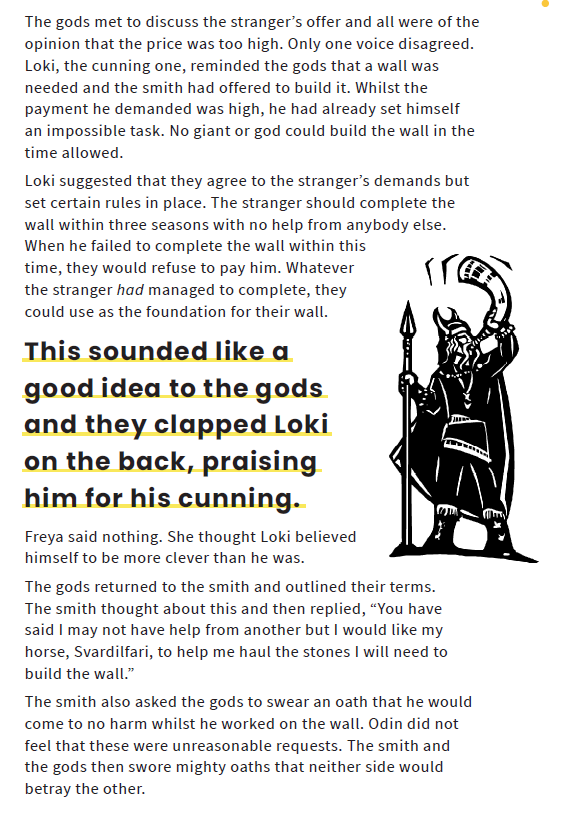 The gods met to discuss the stranger’s offer and all were of the
opinion that the price was too high. Only one voice disagreed.
Loki, the cunning one, reminded the gods that a wall was
needed and the smith had offered to build it. Whilst the
payment he demanded was high, he had already set himself
an impossible task. No giant or god could build the wall in the
time allowed.
Loki suggested that they agree to the stranger’s demands but
set certain rules in place. The stranger should complete the
wall within three seasons with no help from anybody else.
When he failed to complete the wall within this
time, they would refuse to pay him. Whatever
the stranger had managed to complete, they
could use as the foundation for their wall.
This sounded like a
good idea to the gods
and they clapped Loki
on the back, praising
him for his cunning.
Freya said nothing. She thought Loki believed
himself to be more clever than he was.
The gods returned to the smith and outlined their terms.
The smith thought about this and then replied, “You have
said I may not have help from another but I would like my
horse, Svardilfari, to help me haul the stones I will need to
build the wall.”
The smith also asked the gods to swear an oath that he would
come to no harm whilst he worked on the wall. Odin did not
feel that these were unreasonable requests. The smith and
the gods then swore mighty oaths that neither side would
betray the other.